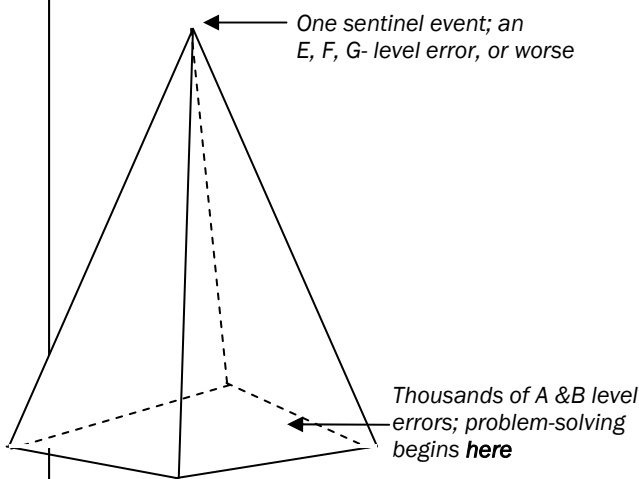 One sentinel event; an
E, F, G- level error, or worse
Thousands of A &B level
errors; problem-solving
begins here